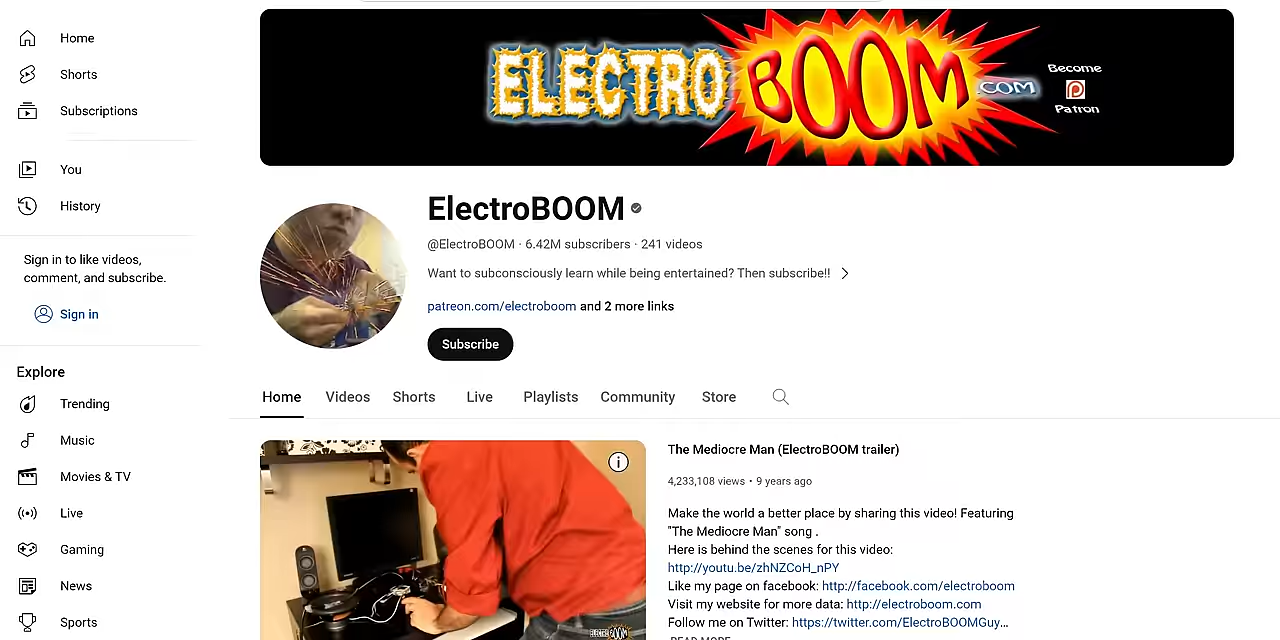 Home
Shorts
Subscriptions
You
History
Sign in to like videos,
comment, and subscribe.
Sign in
Explore
Trending
Music
Movies & TV
Live
Gaming
News
Sports
ELECTRO BOOM .COM
Become
Patron
ElectroBOOM
@ElectroBOOM · 6.42M subscribers · 241 videos
Want to subconsciously learn while being entertained? Then subscribe!!
patreon.com/electroboom and 2 more links
Subscribe
Home Videos Shorts Live Playlists Community Store
ELECTRO BOOM
The Mediocre Man (ElectroBOOM trailer)
4,233,108 views • 9 years ago
Make the world a better place by sharing this video! Featuring
"The Mediocre Man" song .
Here is behind the scenes for this video:
http://youtu.be/zhNZCoH_nPY
Like my page on facebook: http://facebook.com/electroboom
Visit my website for more data: http://electroboom.com
Follow me on Twitter: https://twitter.com/ElectroBOOMGuy...
READ MORE